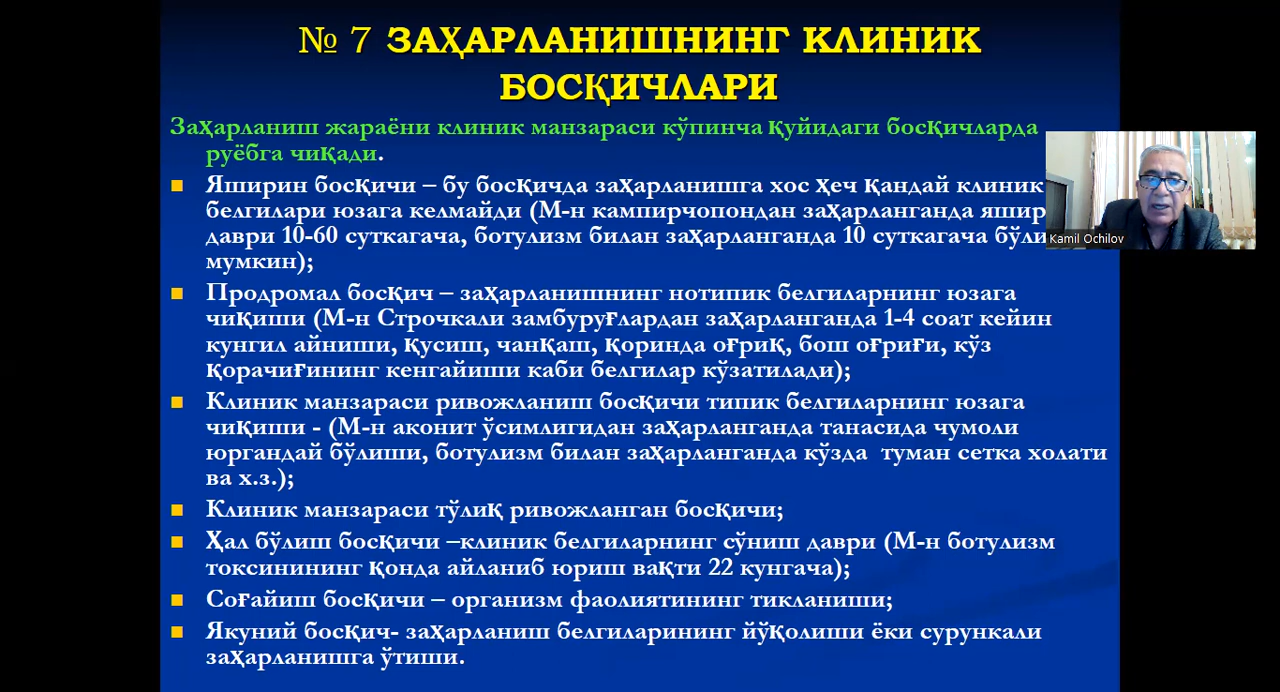 № 7 ЗАҲАРЛАНИШНИНГ КЛИНИК
БОСҚИЧЛАРИ
Заҳарланиш жараёни клиник манзараси кўпинча қуйидаги босқичларда
руёбга чиқади.
Яширин босқичи – бу босқичда заҳарланишга хос ҳеч қандай клиник
белгилари юзага келмайди (М-н кампирчопондан заҳарланганда
даври 10-60 суткагача, ботулизм билан заҳарланганда 10 суткагача
мумкин);
Продромал босқич – заҳарланишнинг нотипик белгиларнинг юзага
чиқиши (М-н Строчкали замбуруғлардан заҳарланганда 1-4 соат кейин
кунгил айниши, қусиш, чанқаш, қоринда оғриқ, бош оғриғи, кўз
қорачиғининг кенгайиши каби белгилар кўзатилади);
Клиник манзараси ривожланиш босқичи типик белгиларнинг юзага
чиқиши - (М-н аконит ўсимлигидан заҳарланганда танасида чумоли
юргандай бўлиши, ботулизм билан заҳарланганда кўзда туман сетка холати
ва х.з.);
Клиник манзараси тўлиқ ривожланган босқичи;
Ҳал бўлиш босқичи –клиник белгиларнинг сўниш даври (М-н ботулизм
токсинининг қонда айланиб юриш вақти 22 кунгача);
Соғайиш босқичи – организм фаолиятининг тикланиши;
Якуний босқич- заҳарланиш белгиларининг йўқолиши ёки сурункали
заҳарланишга ўтиши.
Kamil Ochilov